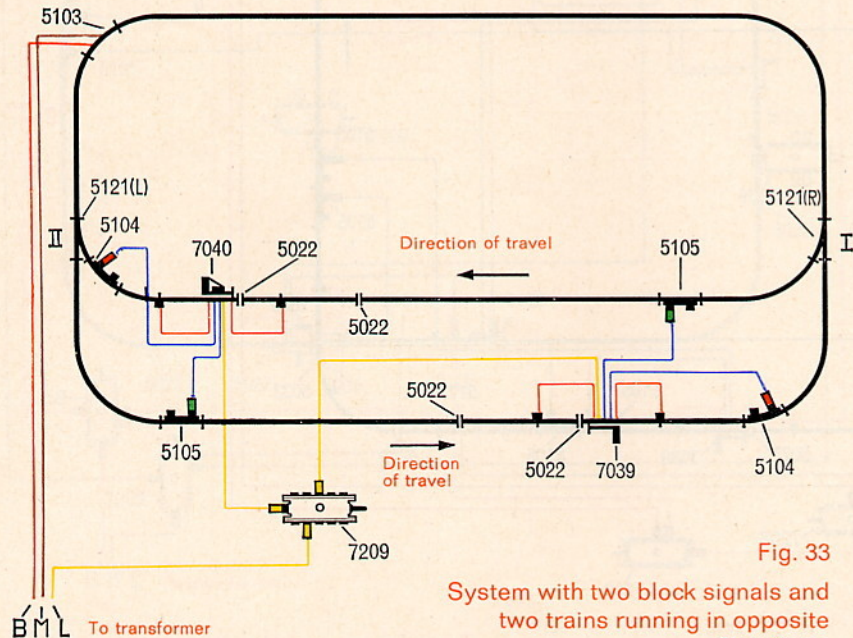 5103
5121(L)
5104
II
7040
5022
Direction of travel
5022
5105
5121(R)
I
5105
5022
Direction
of travel
5022
7039
5104
7209
Fig. 33
System with two block signals and
two trains running in opposite
B M L To transformer